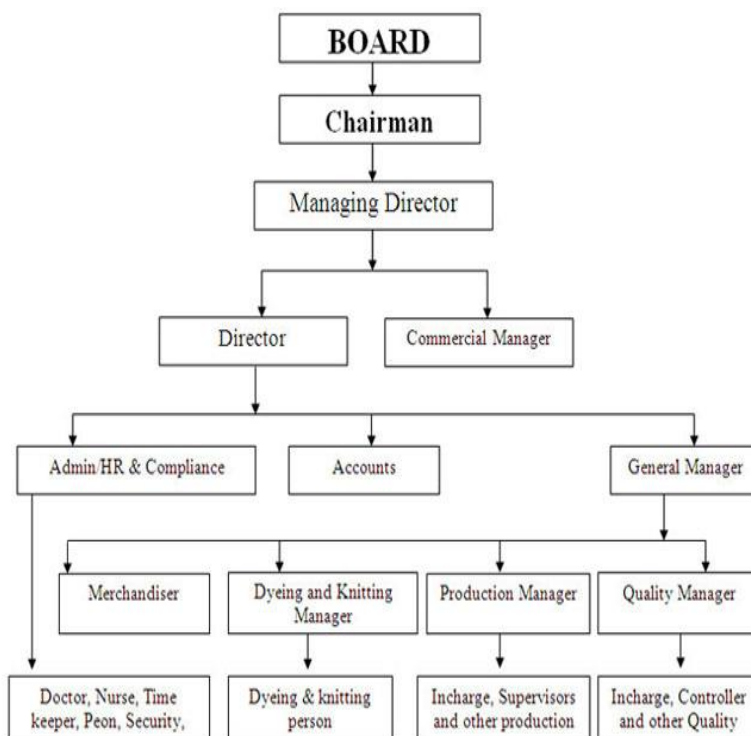 BOARD
Chairman
Managing Director
Director
Commercial Manager
Admin/HR & Compliance
Accounts
General Manager
Merchandiser
Dyeing and Knitting
Manager
Production Manager
Quality Manager
Doctor, Nurse, Time
keeper, Peon, Security,
Dyeing & knitting
person
Incharge, Supervisors
and other production
Incharge, Controller
and other Quality